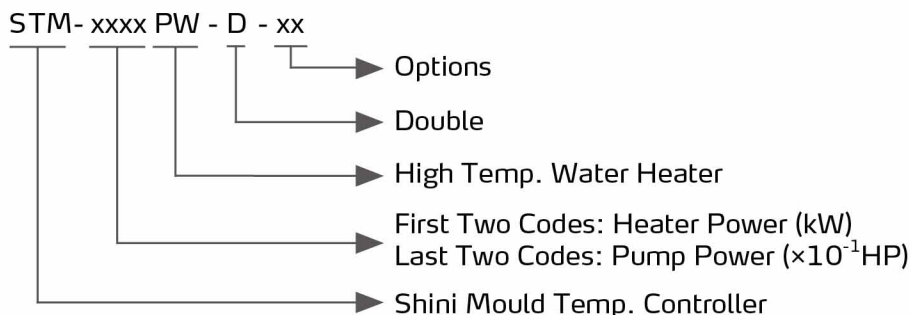 STM- xxxx PW - D - xx
Options
Double
High Temp. Water Heater
First Two Codes: Heater Power (kW)
Last Two Codes: Pump Power (×10⁻¹HP)
Shini Mould Temp. Controller